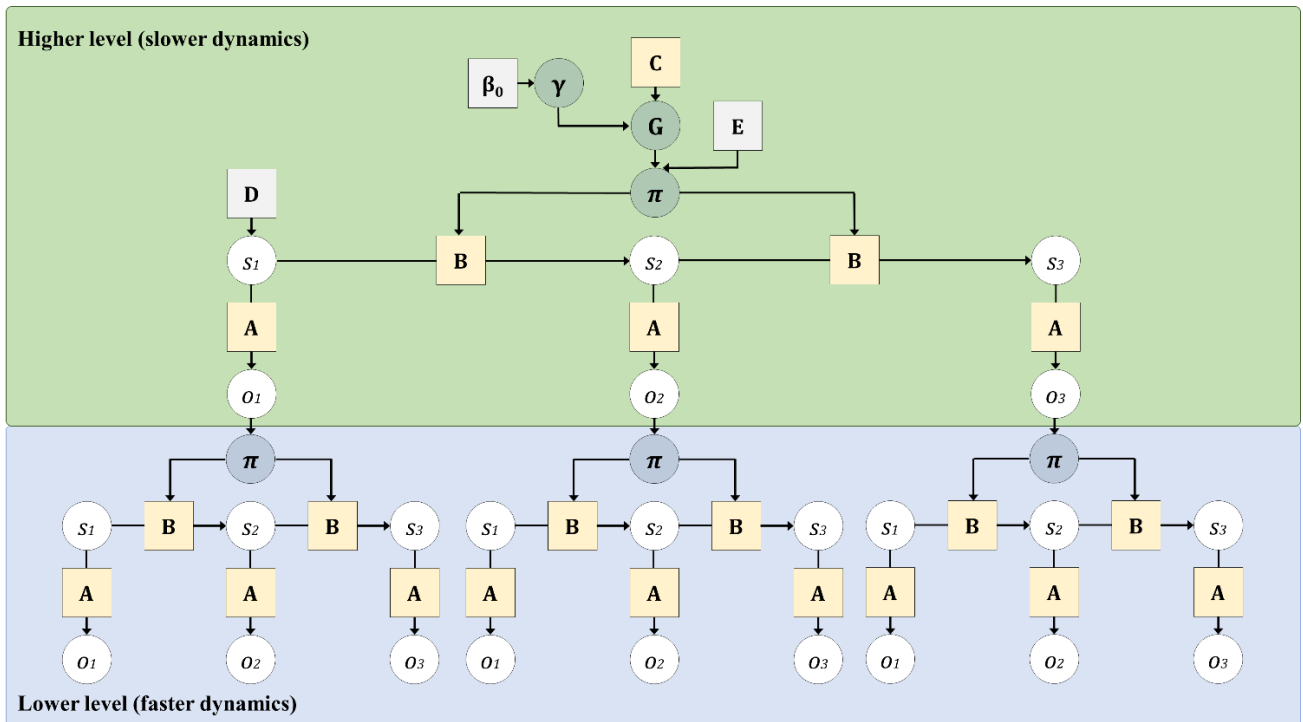 Higher level (slower dynamics)
C
β₀ γ
G E
π
D
s₁ B s₂ B s₃
A A A
o₁ o₂ o₃
π π π
s₁ B s₂ B s₃ s₁ B s₂ B s₃ s₁ B s₂ B s₃
A A A A A A A A A
o₁ o₂ o₃ o₁ o₂ o₃ o₁ o₂ o₃
Lower level (faster dynamics)